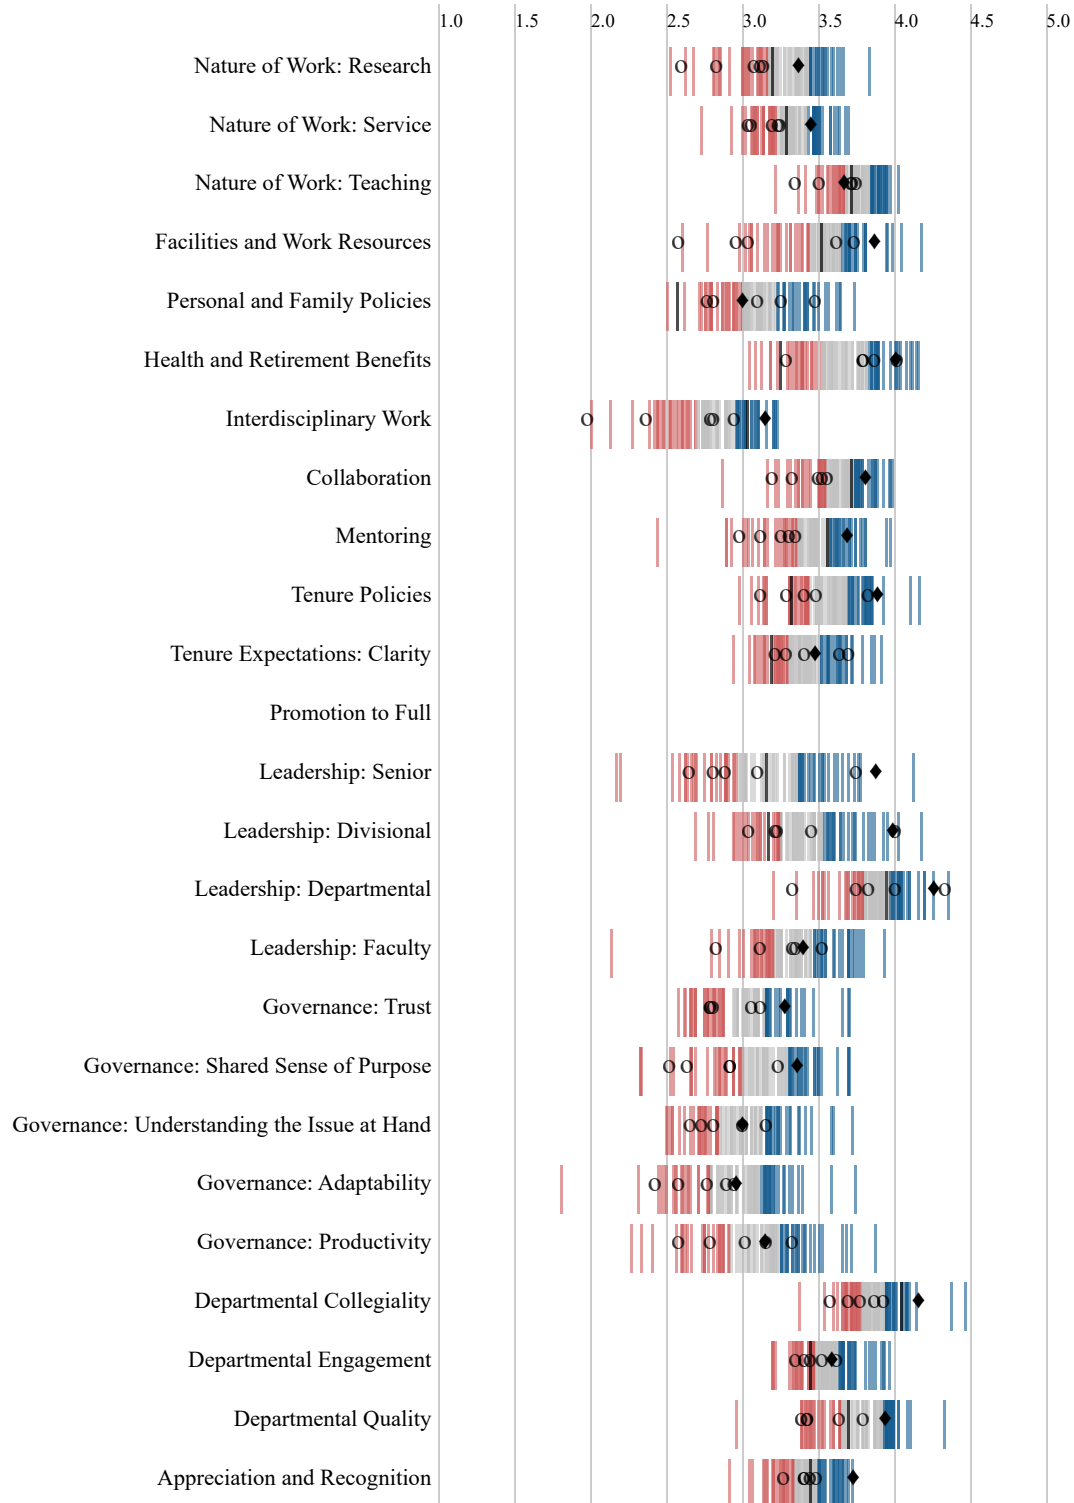 1.0 1.5 2.0 2.5 3.0 3.5 4.0 4.5 5.0
Nature of Work: Research
Nature of Work: Service
Nature of Work: Teaching
Facilities and Work Resources
Personal and Family Policies
Health and Retirement Benefits
Interdisciplinary Work
Collaboration
Mentoring
Tenure Policies
Tenure Expectations: Clarity
Promotion to Full
Leadership: Senior
Leadership: Divisional
Leadership: Departmental
Leadership: Faculty
Governance: Trust
Governance: Shared Sense of Purpose
Governance: Understanding the Issue at Hand
Governance: Adaptability
Governance: Productivity
Departmental Collegiality
Departmental Engagement
Departmental Quality
Appreciation and Recognition